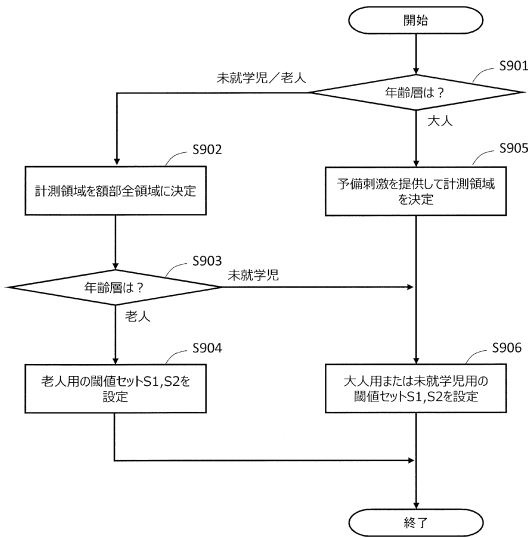 開始
S901
年齢層は?
未就学児/老人
大人
S902
計測領域を額部全領域に決定
S905
予備刺激を提供して計測領域
を決定
S903
年齢層は?
未就学児
老人
S904
老人用の閾値セットS1,S2を
設定
S906
大人用または未就学児用の
閾値セットS1,S2を設定
終了